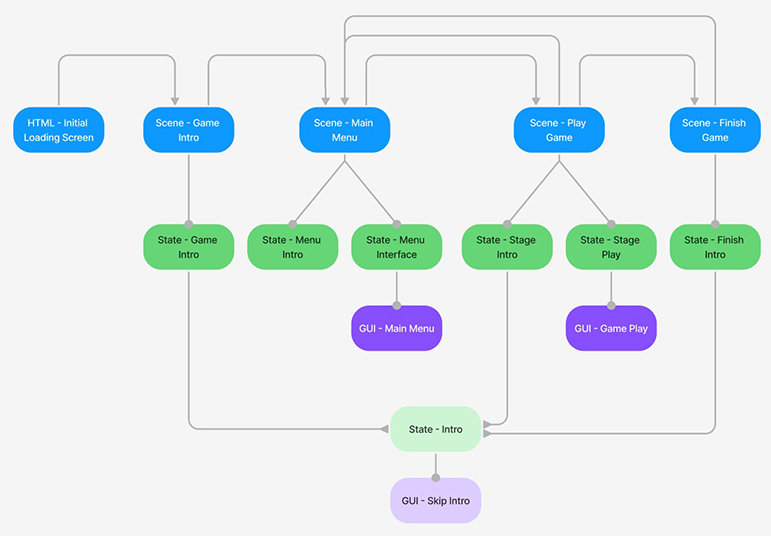 HTML - Initial
Loading Screen
Scene - Game
Intro
Scene - Main
Menu
Scene - Play
Game
Scene - Finish
Game
State - Game
Intro
State - Menu
Intro
State - Menu
Interface
State - Stage
Intro
State - Stage
Play
State - Finish
Intro
GUI - Main Menu
GUI - Game Play
State - Intro
GUI - Skip Intro